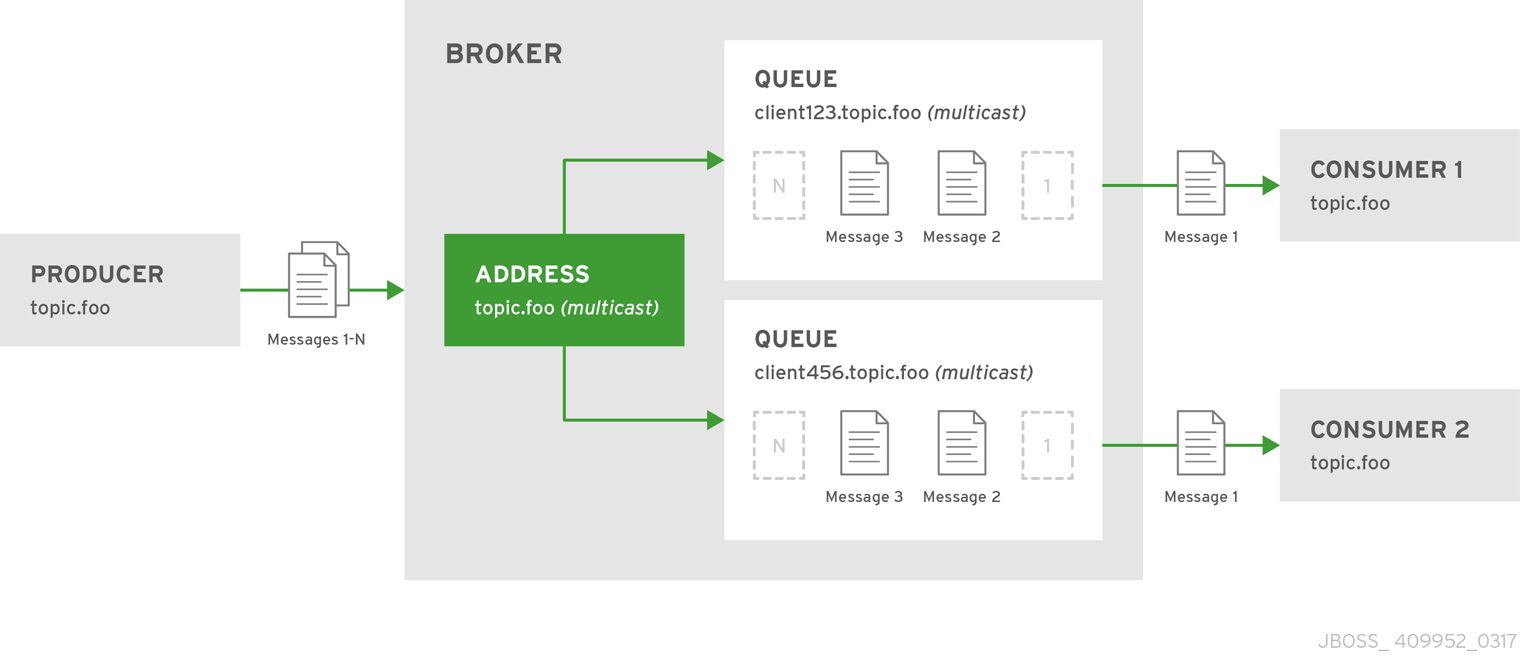 BROKER
QUEUE
client123.topic.foo (multicast)
N
1
Message 3
Message 2
Message 1
CONSUMER 1
topic.foo
PRODUCER
topic.foo
Messages 1-N
ADDRESS
topic.foo (multicast)
QUEUE
client456.topic.foo (multicast)
N
1
Message 3
Message 2
Message 1
CONSUMER 2
topic.foo
JBOSS_ 409952_0317